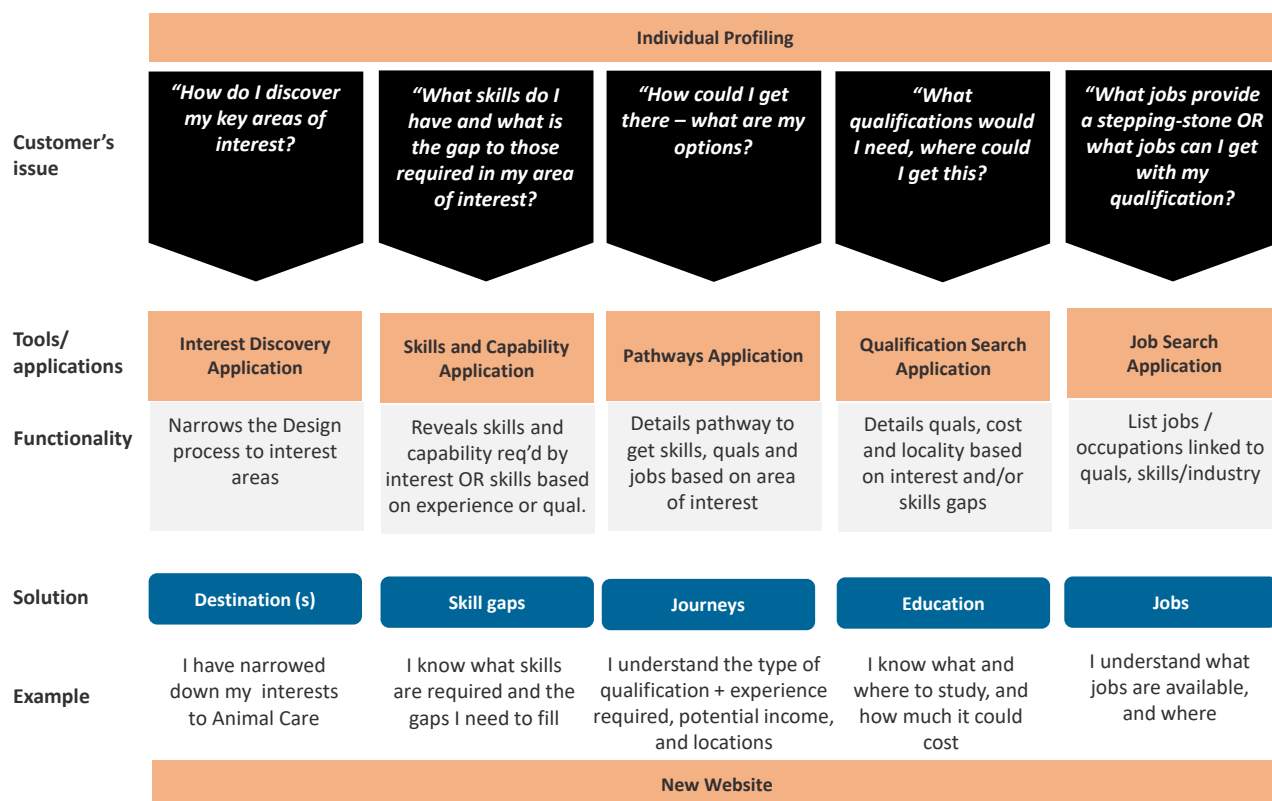 Individual Profiling
Customer's
issue
“How do I discover
my key areas of
interest?
“What skills do I
have and what is
the gap to those
required in my area
of interest?
“How could I get
there – what are my
options?
“What
qualifications would
I need, where could
I get this?
“What jobs provide
a stepping-stone OR
what jobs can I get
with my
qualification?
Tools/
applications
Interest Discovery
Application
Skills and Capability
Application
Pathways Application
Qualification Search
Application
Job Search
Application
Functionality
Narrows the Design
process to interest
areas
Reveals skills and
capability req’d by
interest OR skills based
on experience or qual.
Details pathway to
get skills, quals and
jobs based on area
of interest
Details quals, cost
and locality based
on interest and/or
skills gaps
List jobs /
occupations linked to
quals, skills/industry
Solution
Destination (s)
Skill gaps
Journeys
Education
Jobs
Example
I have narrowed
down my interests
to Animal Care
I know what skills
are required and the
gaps I need to fill
I understand the type of
qualification + experience
required, potential income,
and locations
I know what and
where to study, and
how much it could
cost
I understand what
jobs are available,
and where
New Website